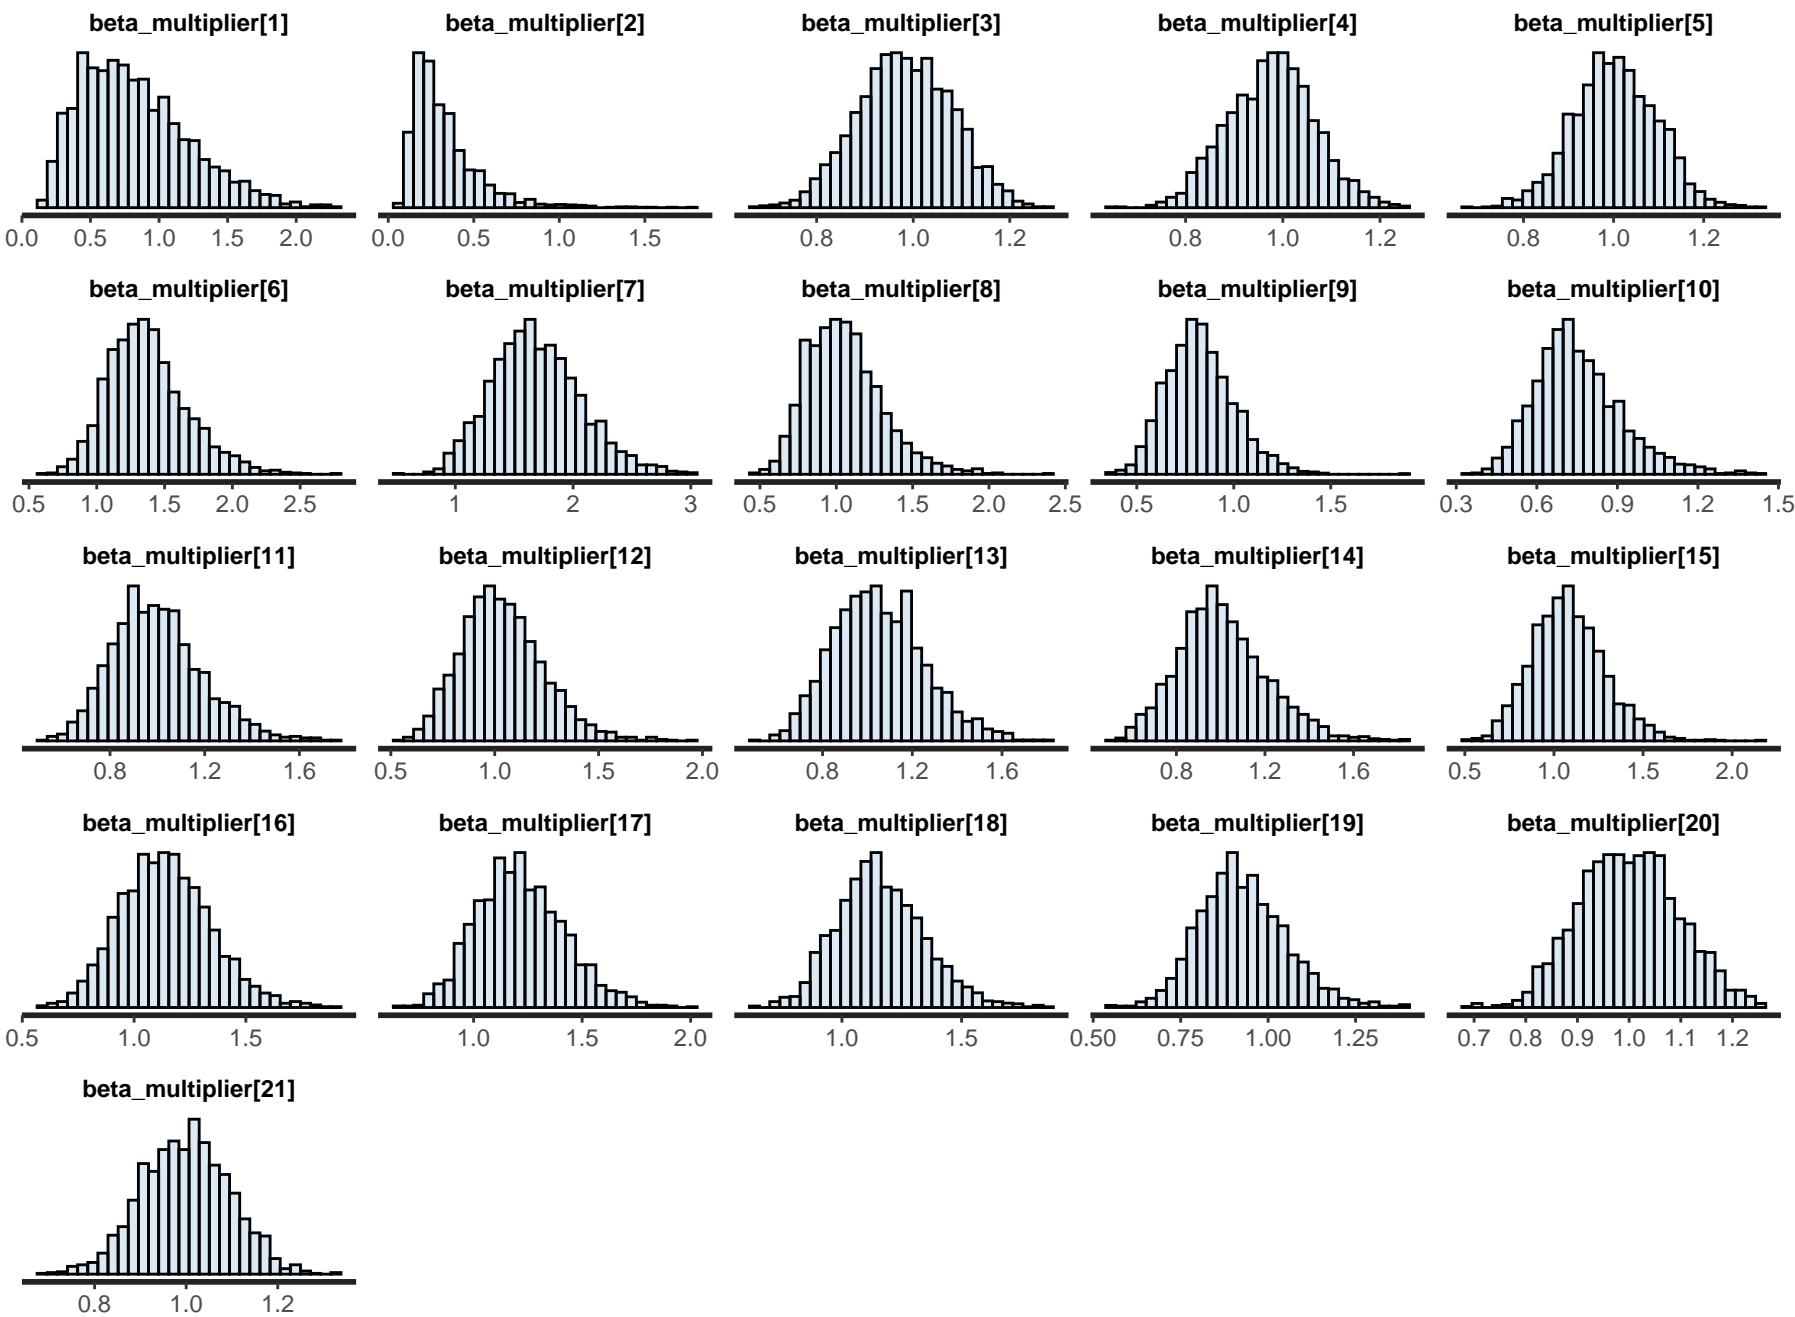 beta_multiplier[1] beta_multiplier[2] beta_multiplier[3] beta_multiplier[4] beta_multiplier[5]
0.0 0.5 1.0 1.5 2.0 0.0 0.5 1.0 1.5 0.8 1.0 1.2 0.8 1.0 1.2 0.8 1.0 1.2
beta_multiplier[6] beta_multiplier[7] beta_multiplier[8] beta_multiplier[9] beta_multiplier[10]
0.5 1.0 1.5 2.0 2.5 1 2 3 0.5 1.0 1.5 2.0 2.5 0.5 1.0 1.5 0.3 0.6 0.9 1.2 1.5
beta_multiplier[11] beta_multiplier[12] beta_multiplier[13] beta_multiplier[14] beta_multiplier[15]
0.8 1.2 1.6 0.5 1.0 1.5 2.0 0.8 1.2 1.6 0.8 1.2 1.6 0.5 1.0 1.5 2.0
beta_multiplier[16] beta_multiplier[17] beta_multiplier[18] beta_multiplier[19] beta_multiplier[20]
0.5 1.0 1.5 1.0 1.5 2.0 1.0 1.5 0.50 0.75 1.00 1.25 0.7 0.8 0.9 1.0 1.1 1.2
beta_multiplier[21]
0.8 1.0 1.2